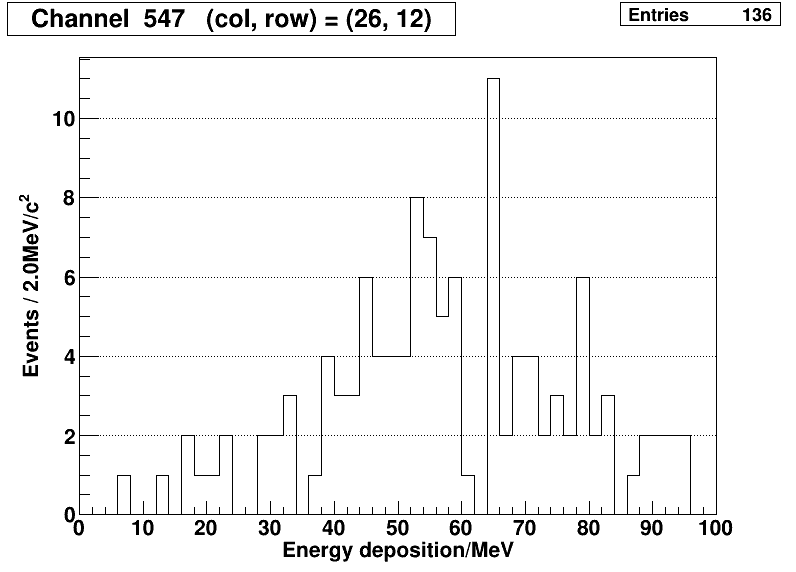 Channel 547 (col, row) = (26, 12)
Entries 136
Events / 2.0MeV/c²
10
8
6
4
2
0
0 10 20 30 40 50 60 70 80 90 100
Energy deposition/MeV